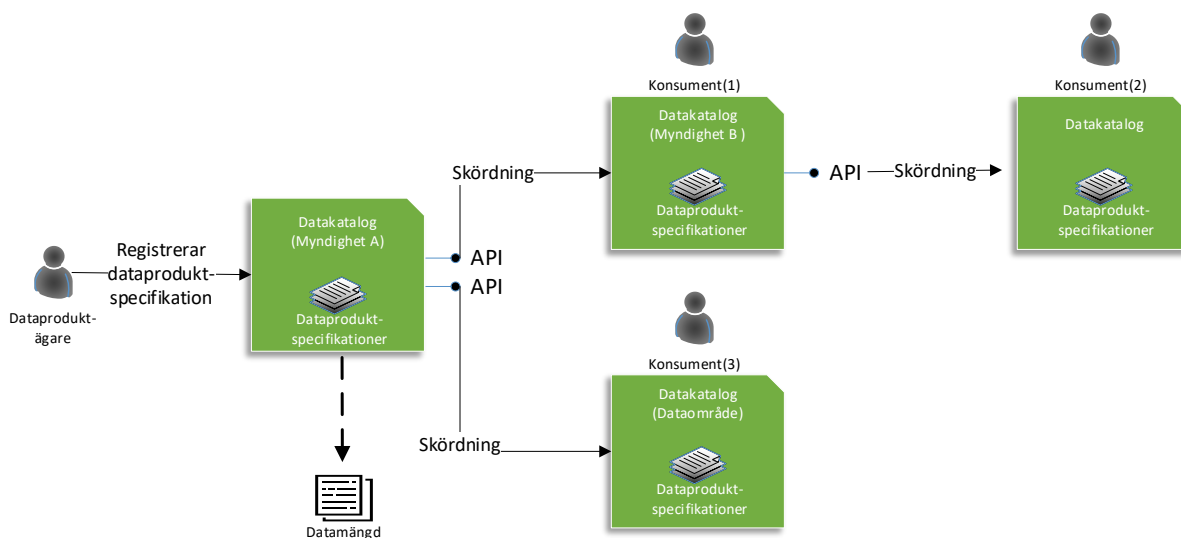 Dataprodukt-
ägare
Registrerar
dataprodukt-
specifikation
Datakatalog
(Myndighet A)
Dataprodukt-
specifikationer
Datamängd
API
API
Skördning
Skördning
Konsument(1)
Datakatalog
(Myndighet B )
Dataprodukt-
specifikationer
API
Skördning
Konsument(2)
Datakatalog
Dataprodukt-
specifikationer
Konsument(3)
Datakatalog
(Dataområde)
Dataprodukt-
specifikationer